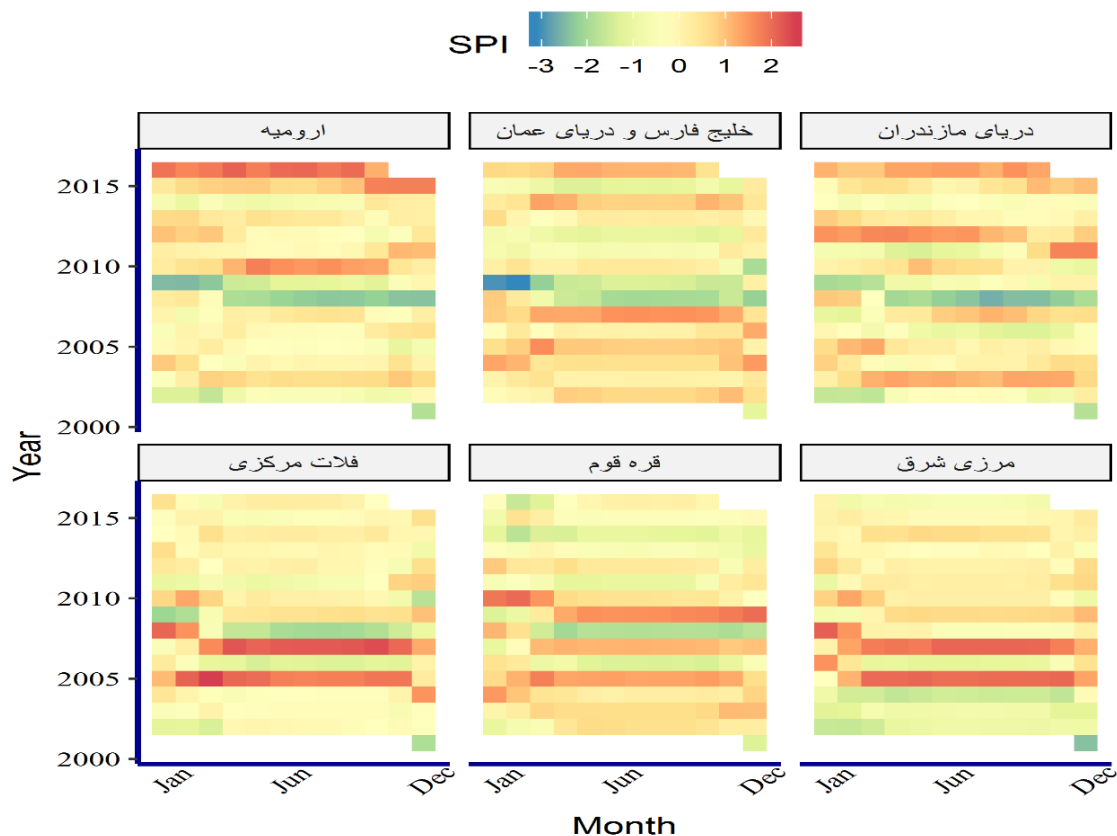 SPI
-3 -2 -1 0 1 2
ارومیه
خلیج فارس و دریای عمان
دریای مازندران
2015
2010
2005
2000
فلات مرکزی
قره قوم
مرزی شرق
2015
2010
2005
2000
Year
Jan Jun Dec
Jan Jun Dec
Jan Jun Dec
Month